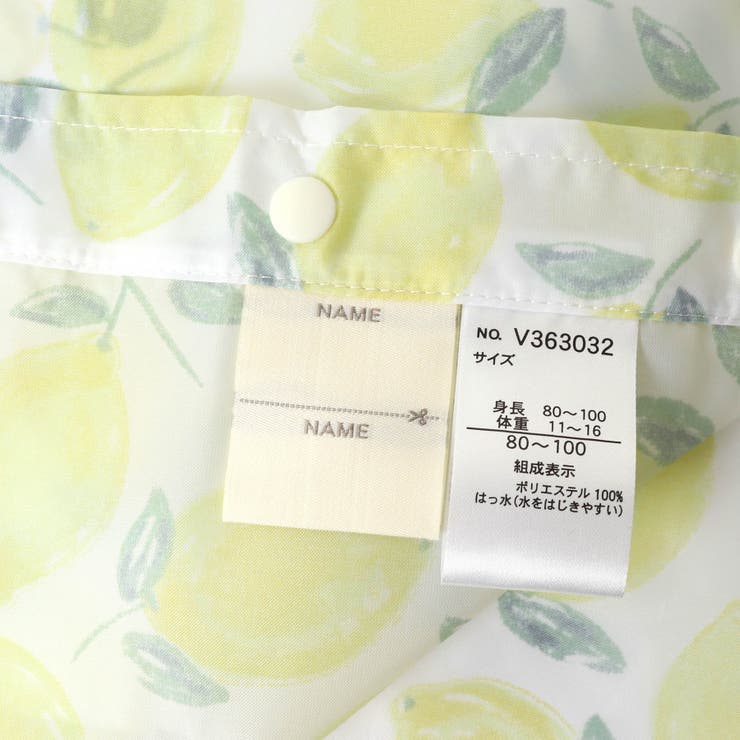 NAME
NAME
NO. V363032
サイズ
身長 80～100
体重 11～16
80～100
組成表示
ポリエステル 100%
はっ水(水をはじきやすい)